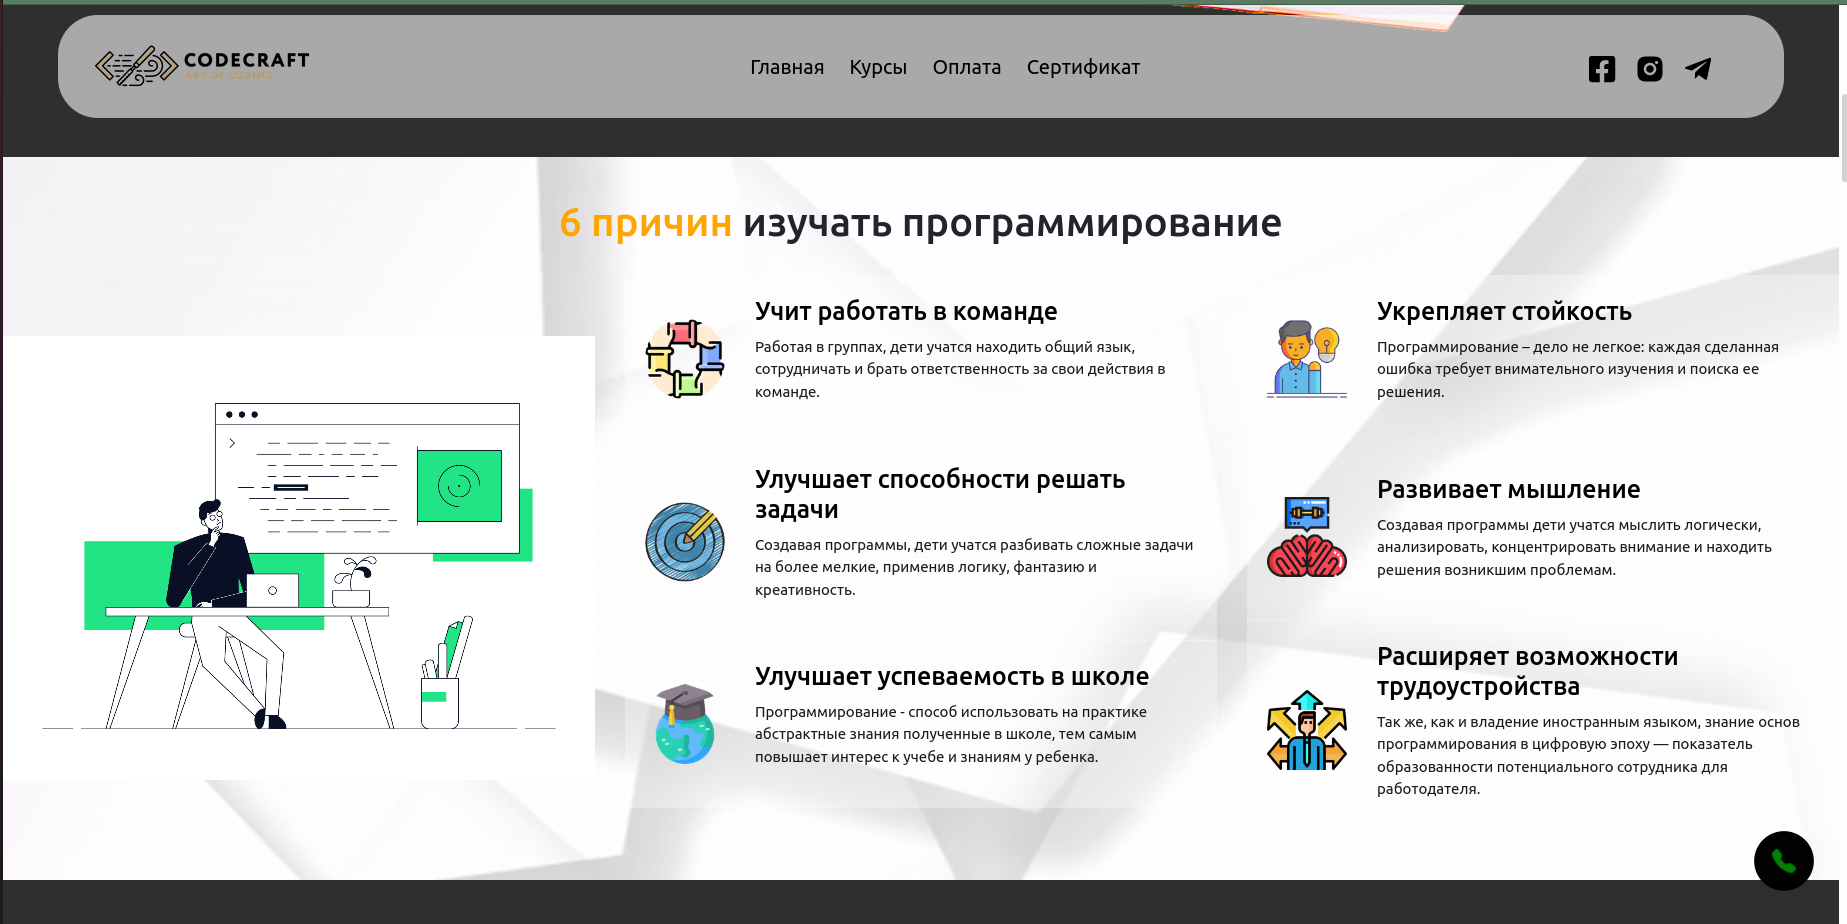 CODECRAFT
ART OF CODING
Главная Курсы Оплата Сертификат
6 причин изучать программирование
Учит работать в команде
Работая в группах, дети учатся находить общий язык,
сотрудничать и брать ответственность за свои действия в
команде.
Укрепляет стойкость
Программирование – дело не легкое: каждая сделанная
ошибка требует внимательного изучения и поиска ее
решения.
Улучшает способности решать
задачи
Создавая программы, дети учатся разбивать сложные задачи
на более мелкие, применив логику, фантазию и
креативность.
Развивает мышление
Создавая программы дети учатся мыслить логически,
анализировать, концентрировать внимание и находить
решения возникшим проблемам.
Улучшает успеваемость в школе
Программирование - способ использовать на практике
абстрактные знания полученные в школе, тем самым
повышает интерес к учебе и знаниям у ребенка.
Расширяет возможности
трудоустройства
Так же, как и владение иностранным языком, знание основ
программирования в цифровую эпоху — показатель
образованности потенциального сотрудника для
работодателя.